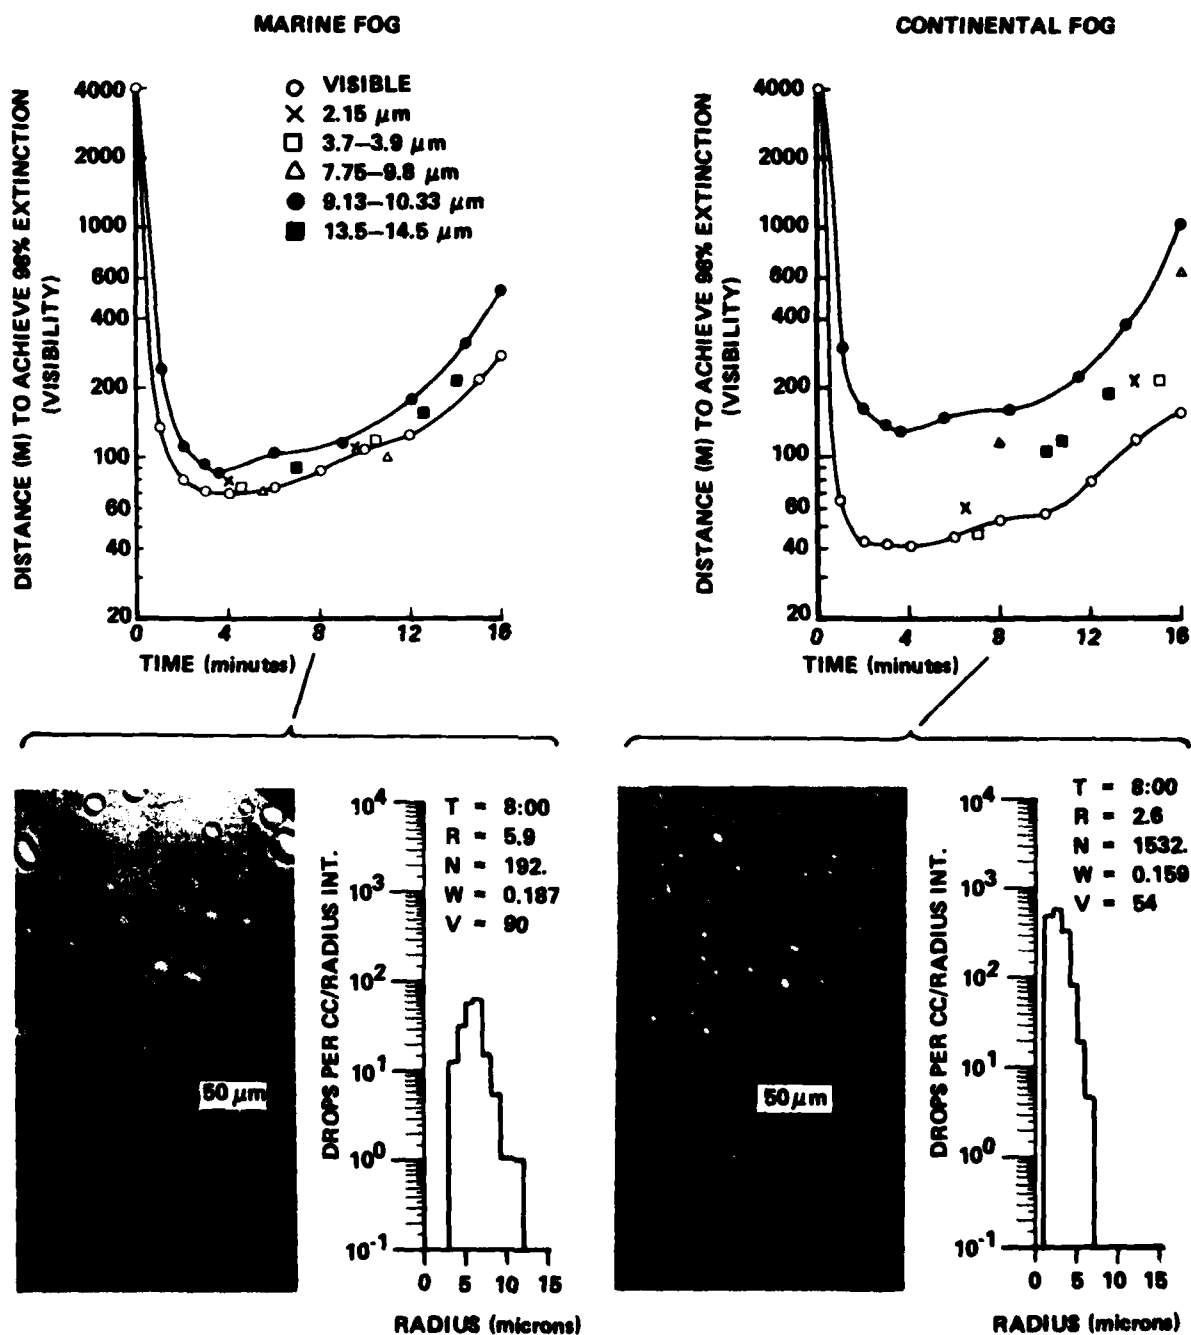 MARINE FOG
DISTANCE (M) TO ACHIEVE 98% EXTINCTION
(VISIBILITY)
4000
2000
1000
600
400
200
100
60
40
20
VISIBLE
2.15 μm
3.7–3.9 μm
7.75–9.8 μm
9.13–10.33 μm
13.5–14.5 μm
0 4 8 12 16
TIME (minutes)
CONTINENTAL FOG
DISTANCE (M) TO ACHIEVE 98% EXTINCTION
(VISIBILITY)
4000
2000
1000
600
400
200
100
60
40
20
0 4 8 12 16
TIME (minutes)
50 μm
DROPS PER CC/RADIUS INT.
10⁴
10³
10²
10¹
10⁰
10⁻¹
T = 8:00
R = 5.9
N = 192.
W = 0.187
V = 90
0 5 10 15
RADIUS (microns)
50 μm
DROPS PER CC/RADIUS INT.
10⁴
10³
10²
10¹
10⁰
10⁻¹
T = 8:00
R = 2.6
N = 1532.
W = 0.159
V = 54
0 5 10 15
RADIUS (microns)